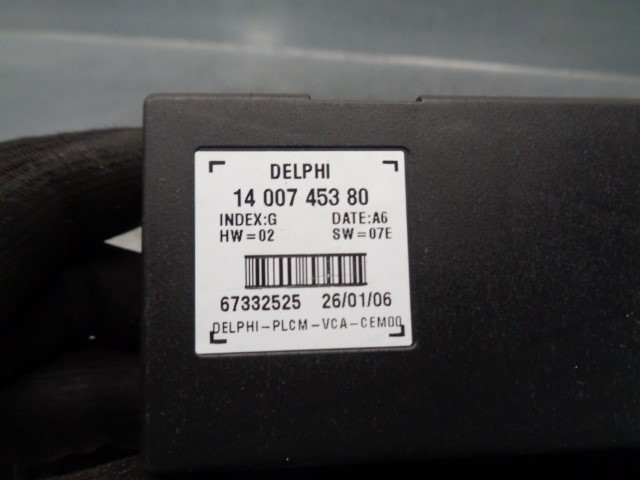 DELPHI
14 007 453 80
INDEX:G DATE:A6
HW=02 SW=07E
67332525 26/01/06
DELPHI-PLCM-VCA-CEM00